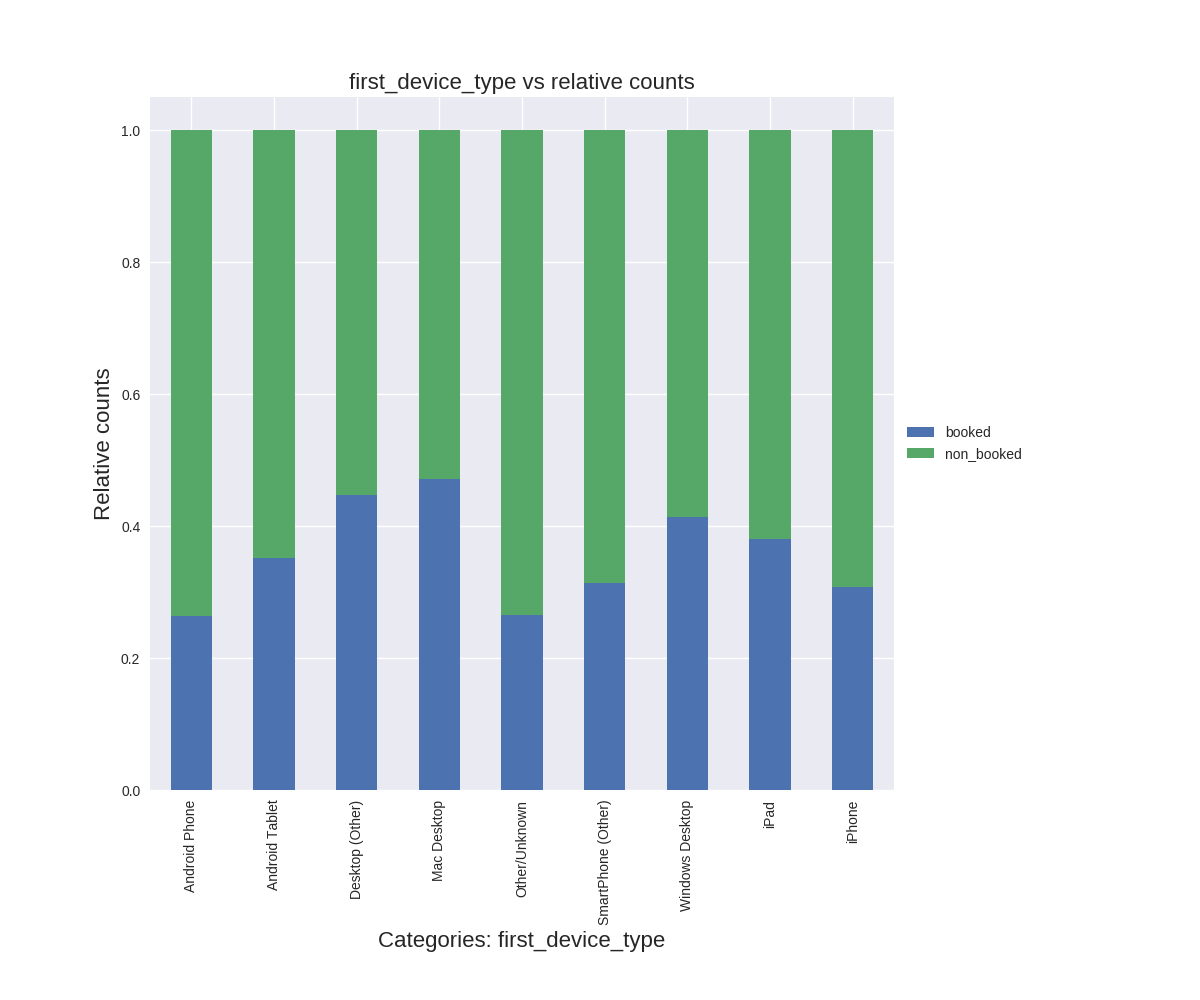 first_device_type vs relative counts
Relative counts
1.0
0.8
0.6
0.4
0.2
0.0
booked
non_booked
Android Phone
Android Tablet
Desktop (Other)
Mac Desktop
Other/Unknown
SmartPhone (Other)
Windows Desktop
iPad
iPhone
Categories: first_device_type